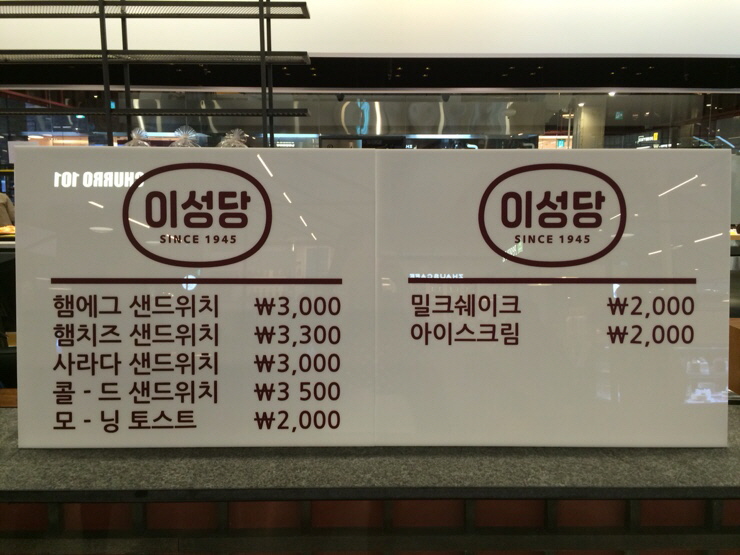 CHURRO 101
이성당
SINCE 1945
햄에그 샌드위치 ₩3,000
햄치즈 샌드위치 ₩3,300
사라다 샌드위치 ₩3,000
콜 - 드 샌드위치 ₩3 500
모 - 닝 토스트 ₩2,000
이성당
SINCE 1945
밀크쉐이크 ₩2,000
아이스크림 ₩2,000